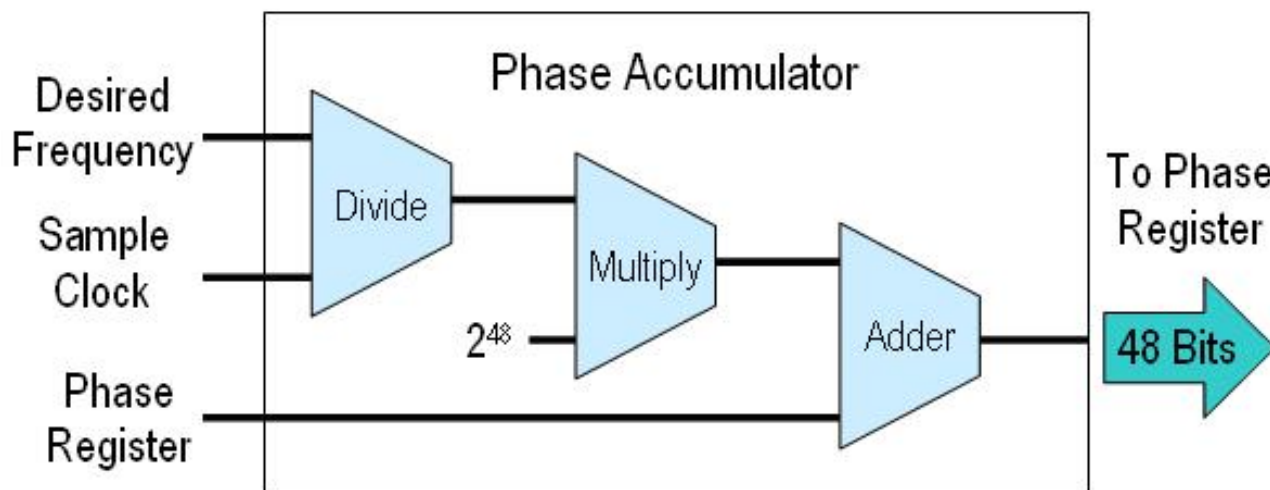 Phase Accumulator
Desired
Frequency
Divide
Sample
Clock
Multiply
2⁴⁸
Adder
Phase
Register
To Phase
Register
48 Bits